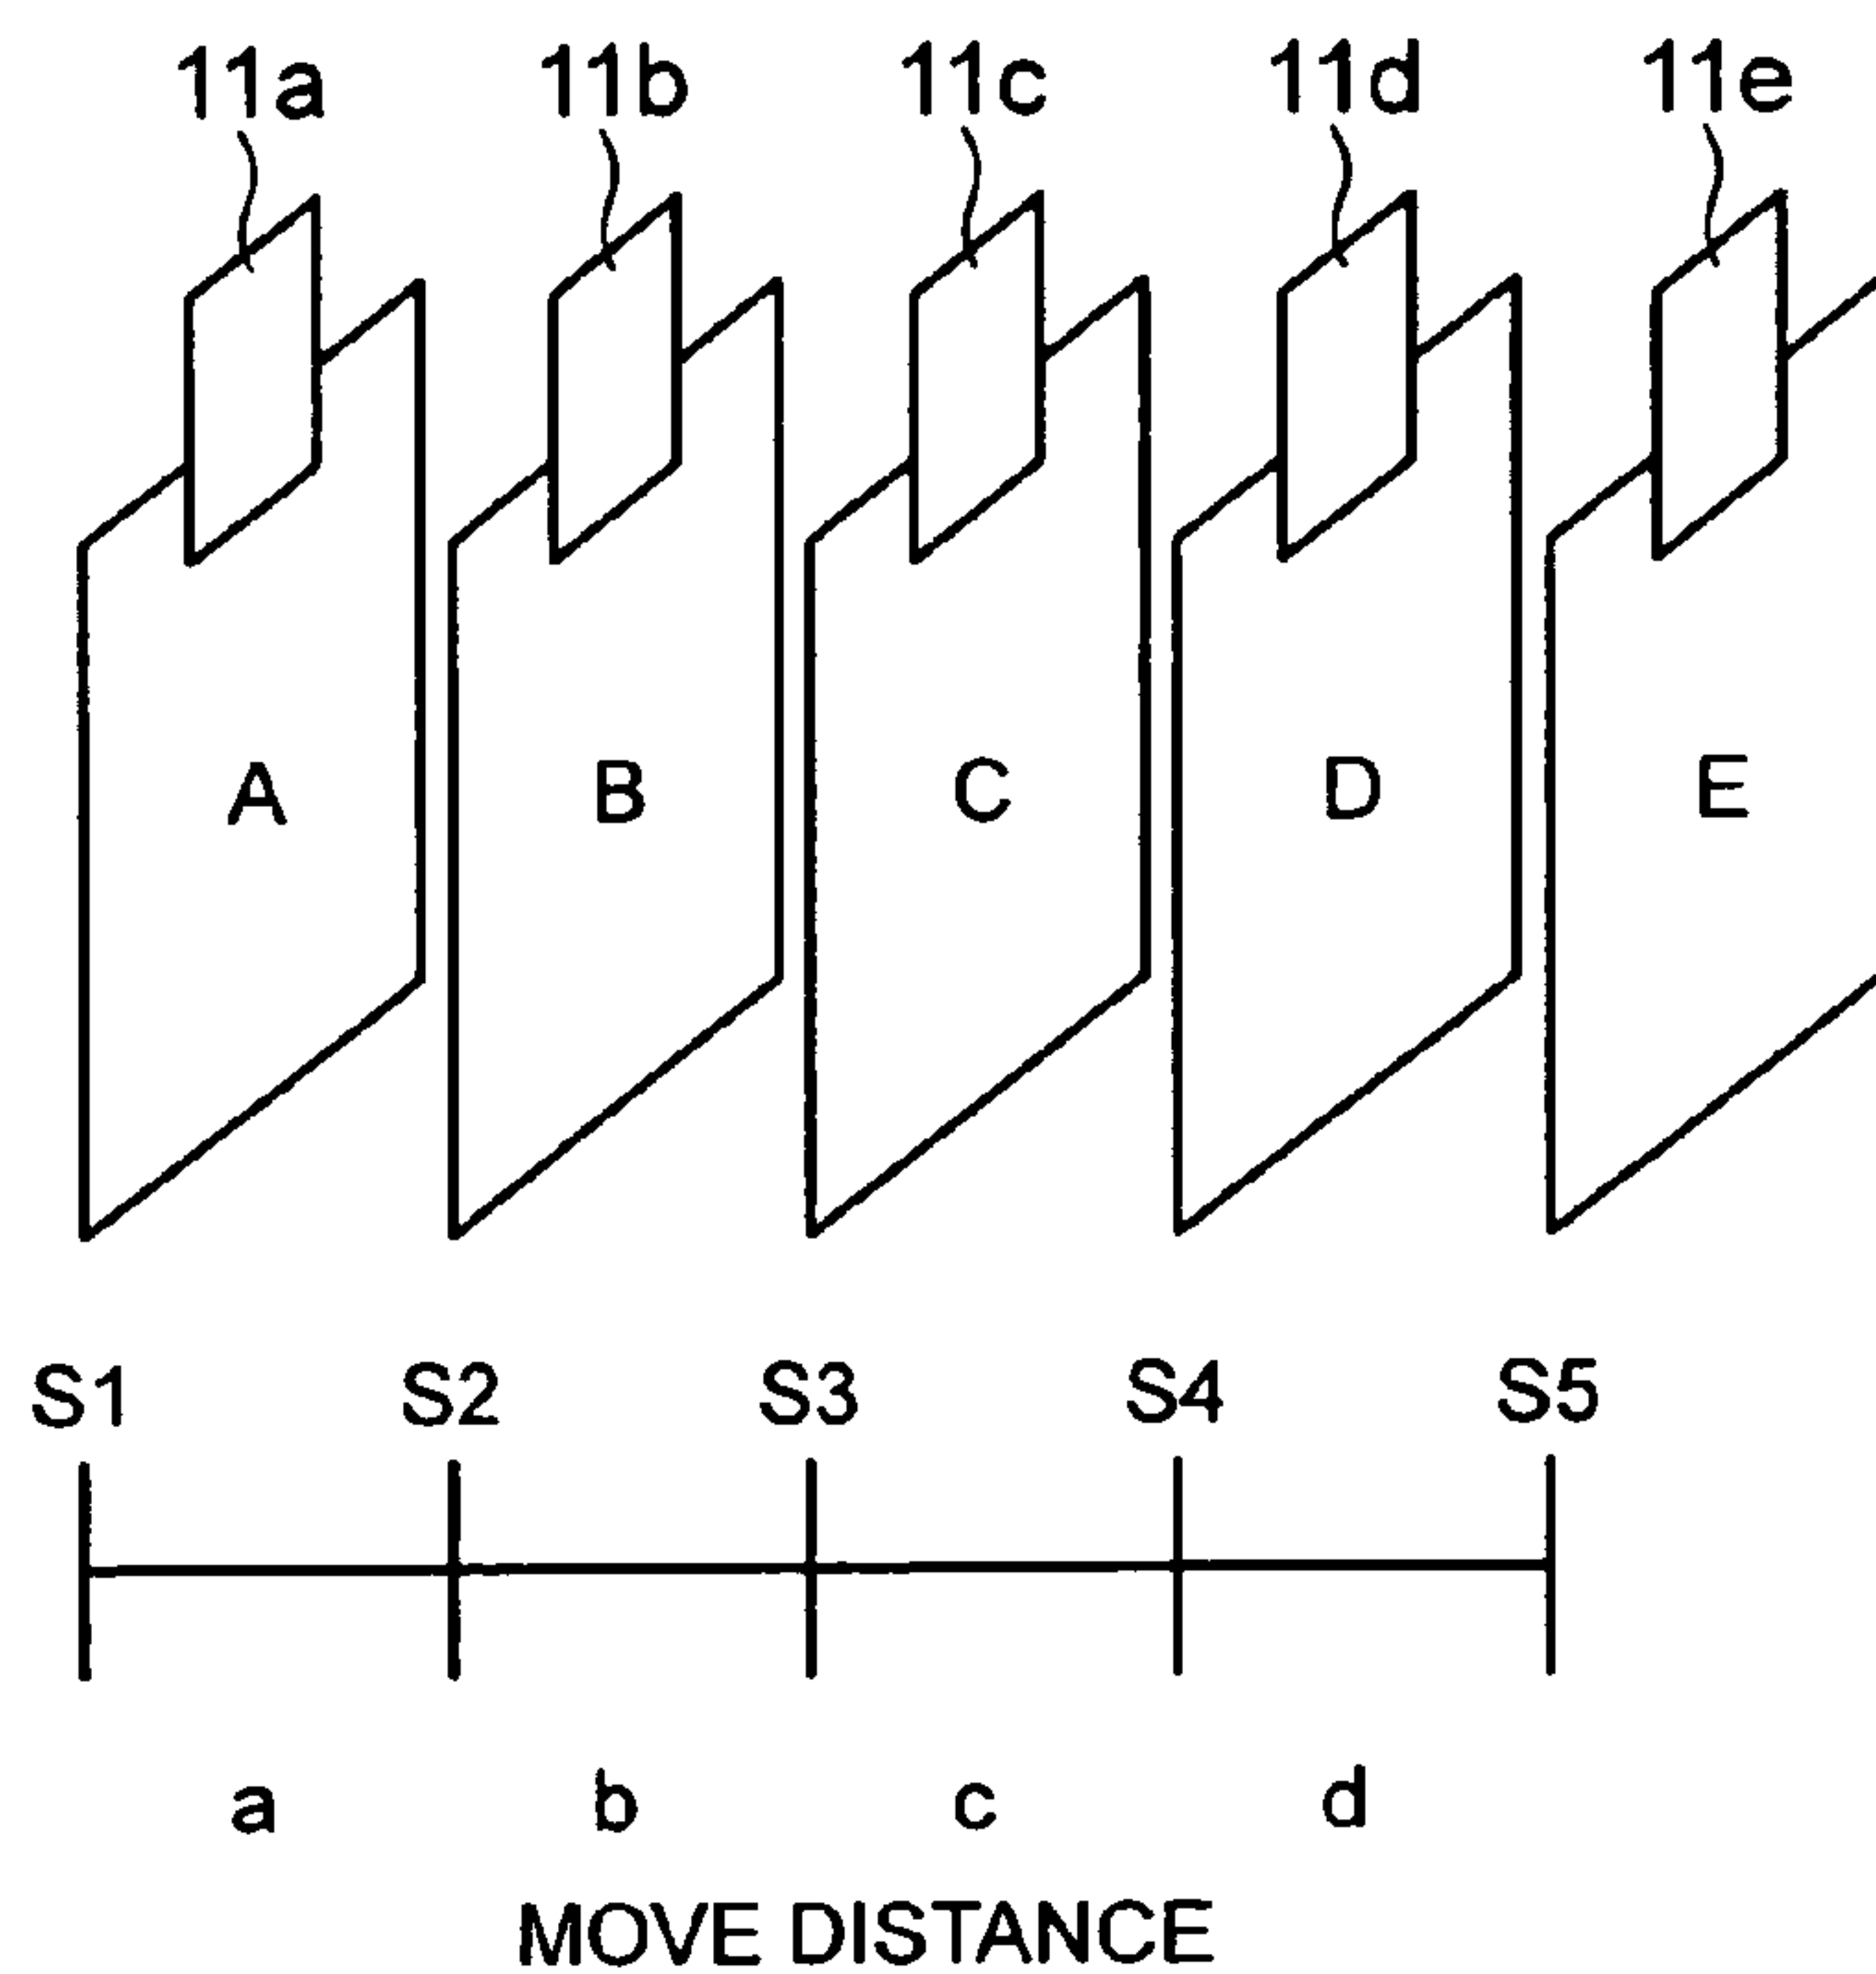 11a 11b 11c 11d 11e
A B C D E
S1 S2 S3 S4 S5
a b c d
MOVE DISTANCE